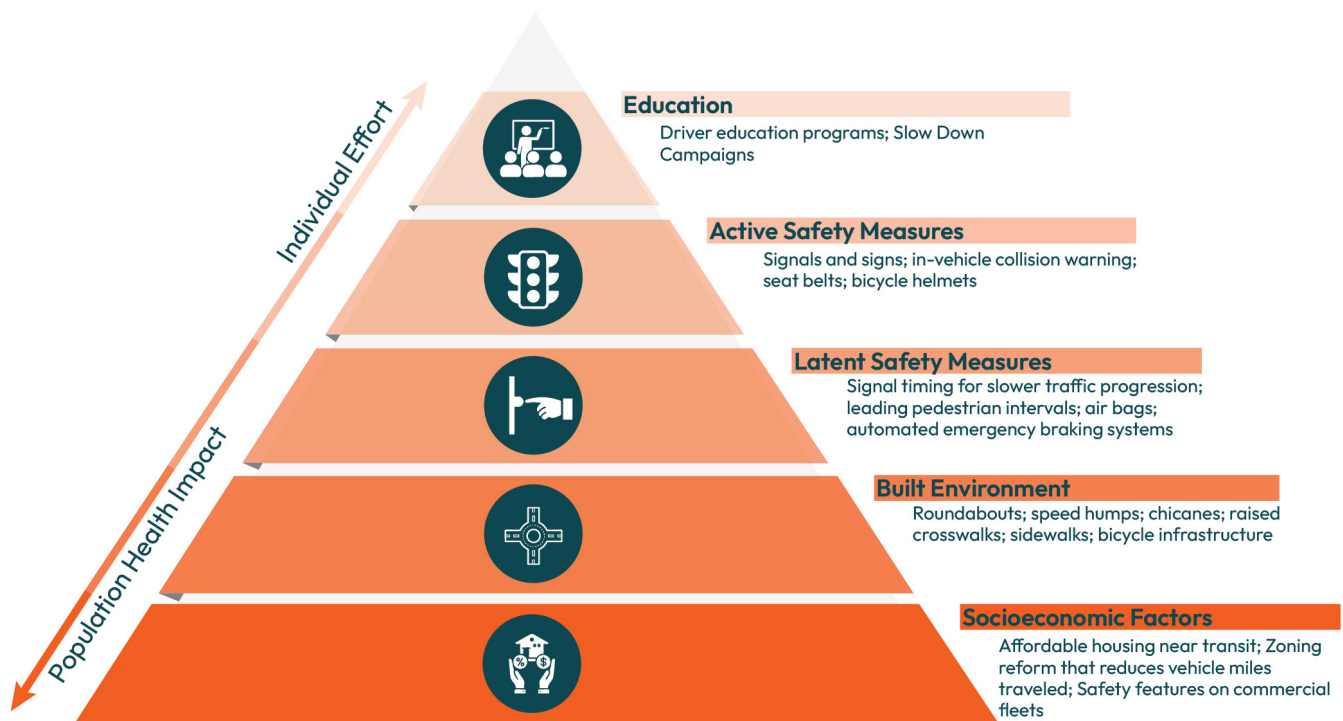 Individual Effort
Population Health Impact
Education
Driver education programs; Slow Down
Campaigns
Active Safety Measures
Signals and signs; in-vehicle collision warning;
seat belts; bicycle helmets
Latent Safety Measures
Signal timing for slower traffic progression;
leading pedestrian intervals; air bags;
automated emergency braking systems
Built Environment
Roundabouts; speed humps; chicanes; raised
crosswalks; sidewalks; bicycle infrastructure
% $
Socioeconomic Factors
Affordable housing near transit; Zoning
reform that reduces vehicle miles
traveled; Safety features on commercial
fleets